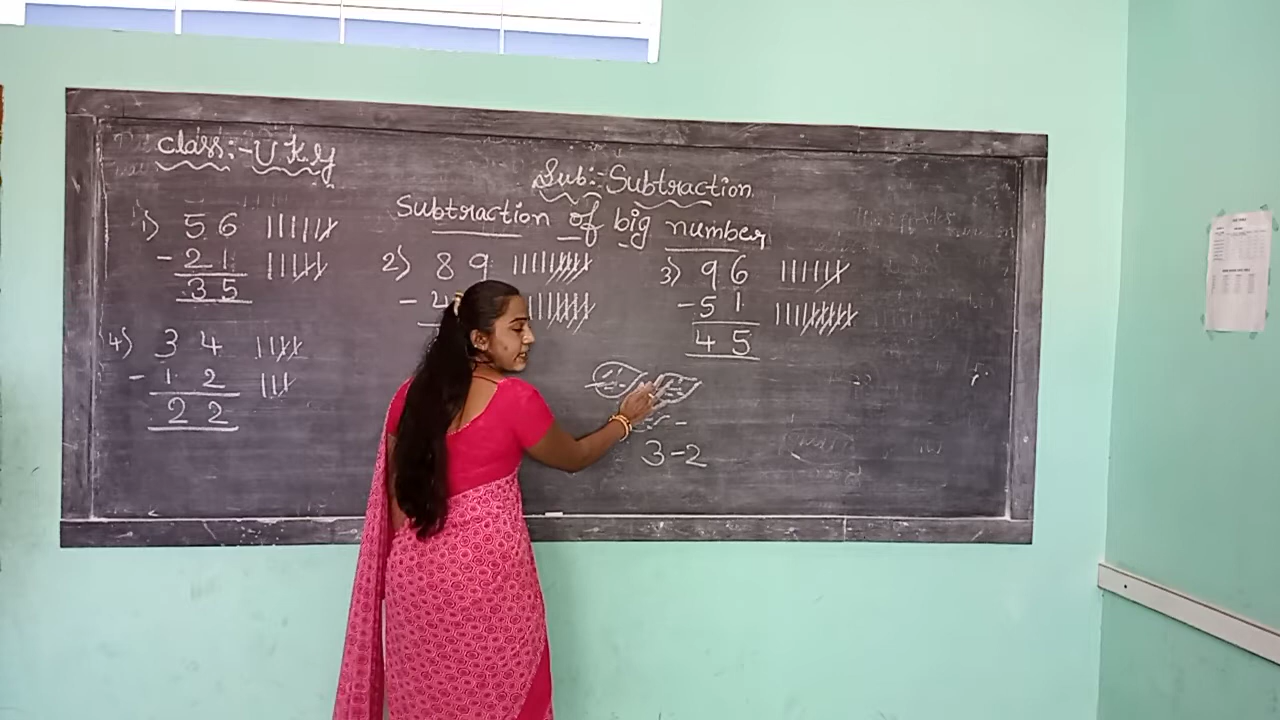 Class:- U K.g
Sub:- Subtraction
Subtraction of big number
1) 5 6
- 2 1
3 5
2) 8 9
- 4
3) 9 6
- 5 1
4 5
4) 3 4
- 1 2
2 2
3 - 2